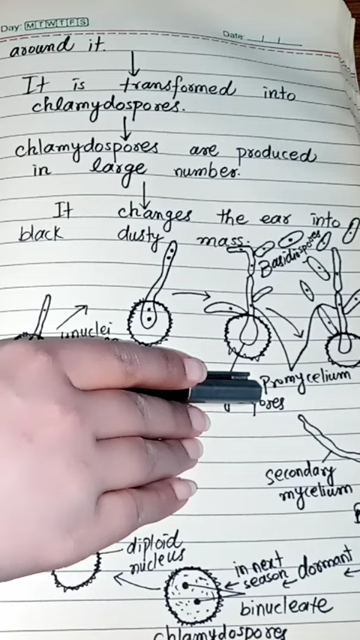 Day: M T W T F S
Date: / /
around it.
It is transformed into
chlamydospores.
chlamydospores are produced
in large number.
It changes the ear into
black dusty mass.
Basidiospores
Promycelium
secondary
mycelium
diploid
nucleus
in next
season
dormant
binucleate
chlamydospores